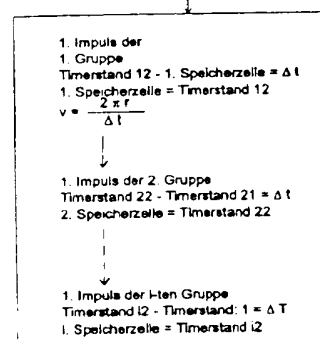 1. Impuls der
1. Gruppe
Timerstand 12 - 1. Speicherzelle = Δ t
1. Speicherzelle = Timerstand 12
v = 2 π r / Δ t
1. Impuls der 2. Gruppe
Timerstand 22 - Timerstand 21 = Δ t
2. Speicherzelle = Timerstand 22
1. Impuls der i-ten Gruppe
Timerstand i2 - Timerstand: 1 = Δ T
i. Speicherzelle = Timerstand i2